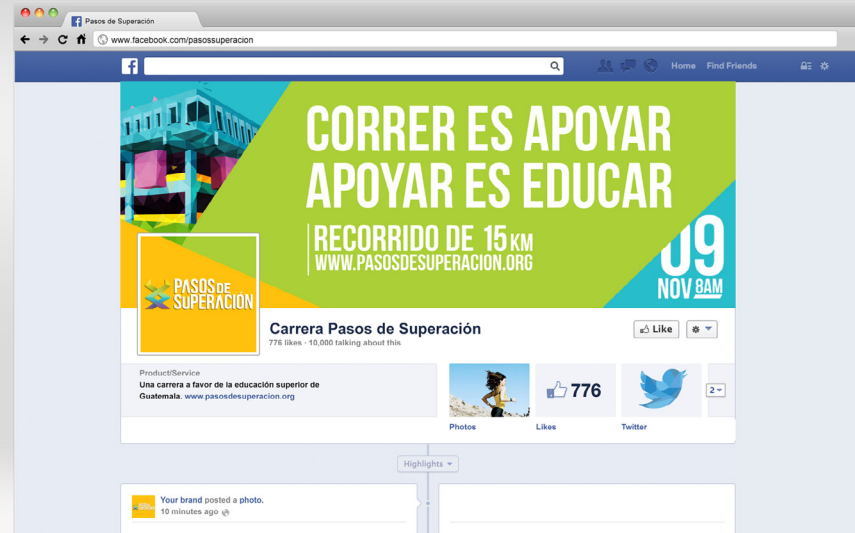 Pasos de Superación
www.facebook.com/pasossuperacion
f
Home Find Friends
CORRER ES APOYAR
APOYAR ES EDUCAR
RECORRIDO DE 15 KM
WWW.PASOSDESUPERACION.ORG
09
NOV 8AM
PASOS DE
SUPERACIÓN
Carrera Pasos de Superación
776 likes · 10,000 talking about this
Like
Product/Service
Una carrera a favor de la educación superior de
Guatemala. www.pasosdesuperacion.org
776
2
Photos Likes Twitter
Highlights
Your brand posted a photo.
10 minutes ago